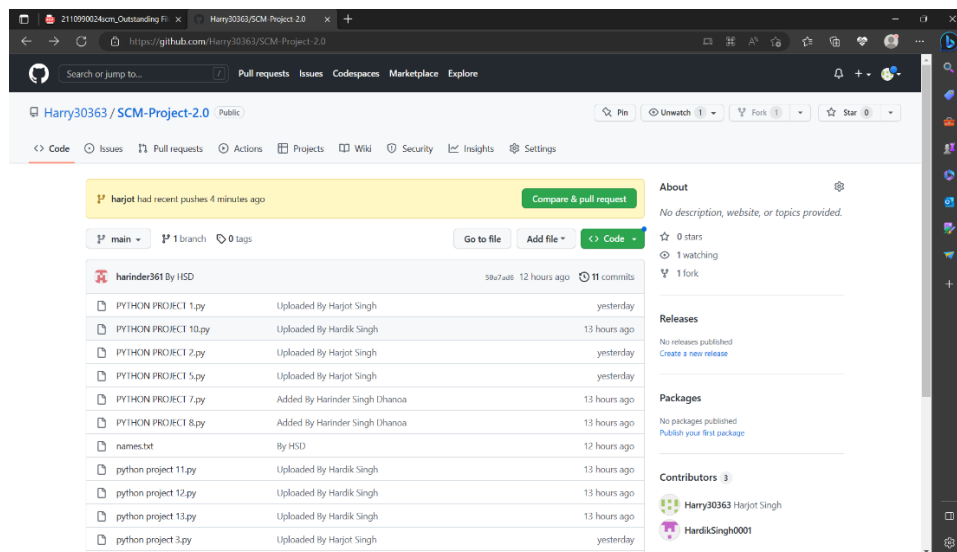 2110990024scm_Outstanding Fi
Harry30363/SCM-Project-2.0
https://github.com/Harry30363/SCM-Project-2.0
Search or jump to...
/
Pull requests Issues Codespaces Marketplace Explore
Harry30363 / SCM-Project-2.0 Public
Pin
Unwatch 1
Fork 1
Star 0
<> Code Issues Pull requests Actions Projects Wiki Security Insights Settings
harjot had recent pushes 4 minutes ago
Compare & pull request
main 1 branch 0 tags
Go to file Add file <> Code
harinder361 By HSD 50a7ad6 12 hours ago 11 commits
PYTHON PROJECT 1.py Uploaded By Harjot Singh yesterday
PYTHON PROJECT 10.py Uploaded By Hardik Singh 13 hours ago
PYTHON PROJECT 2.py Uploaded By Harjot Singh yesterday
PYTHON PROJECT 5.py Uploaded By Harjot Singh yesterday
PYTHON PROJECT 7.py Added By Harinder Singh Dhanoa 13 hours ago
PYTHON PROJECT 8.py Added By Harinder Singh Dhanoa 13 hours ago
names.txt By HSD 12 hours ago
python project 11.py Uploaded By Hardik Singh 13 hours ago
python project 12.py Uploaded By Hardik Singh 13 hours ago
python project 13.py Uploaded By Hardik Singh 13 hours ago
python project 3.py Uploaded By Harjot Singh yesterday
About
No description, website, or topics provided.
0 stars
1 watching
1 fork
Releases
No releases published
Create a new release
Packages
No packages published
Publish your first package
Contributors 3
Harry30363 Harjot Singh
HardikSingh0001